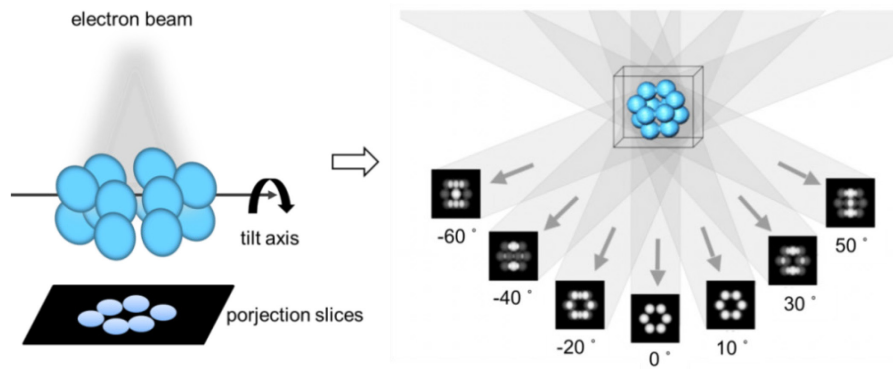 electron beam
tilt axis
porjection slices
-60 °
-40 °
-20 °
0 °
10 °
30 °
50 °